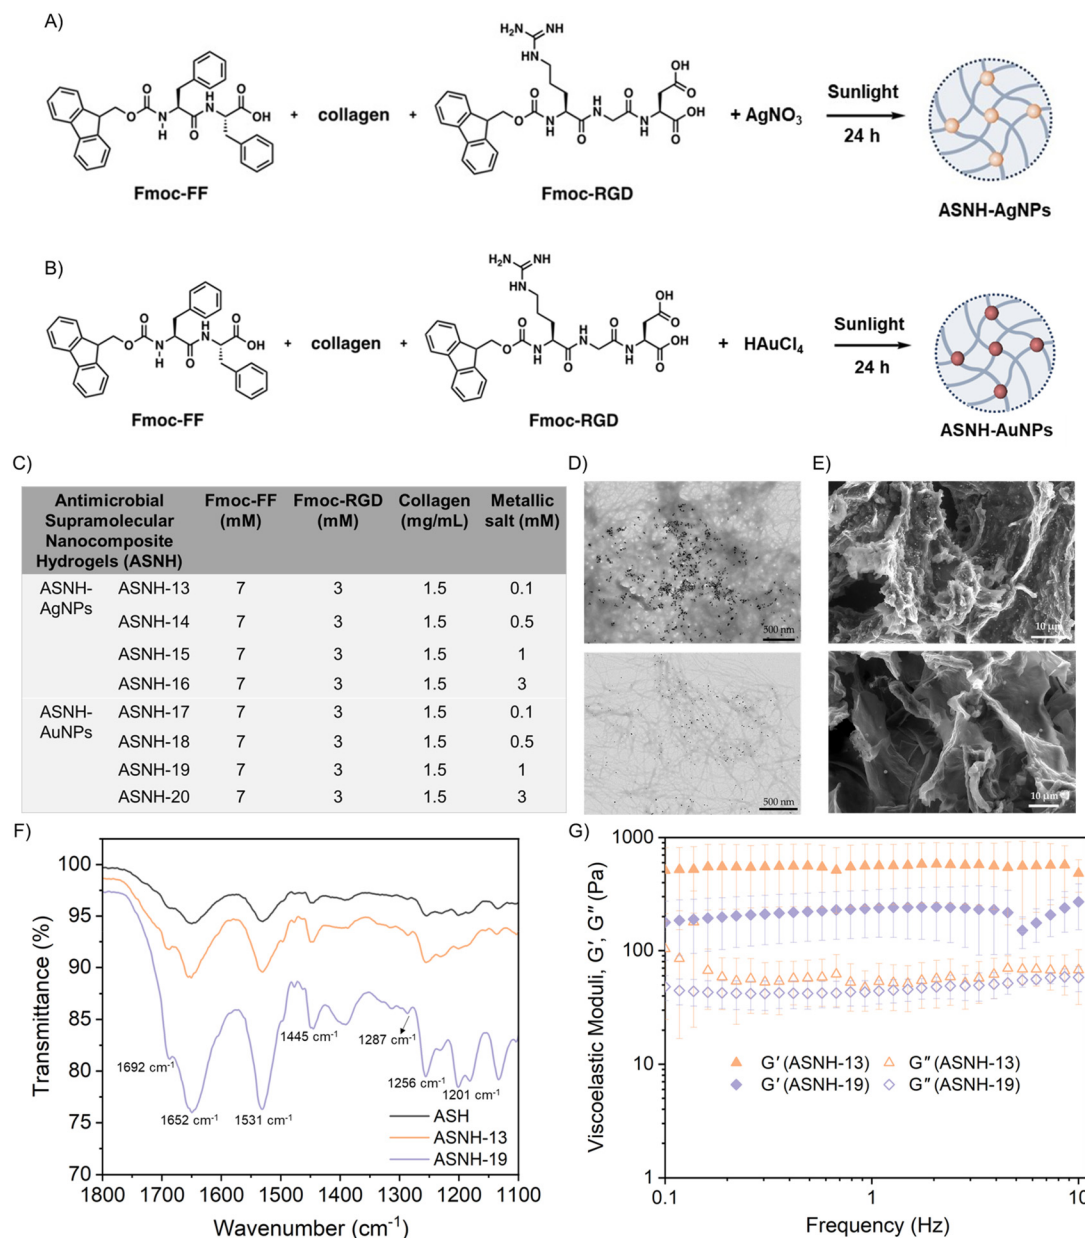 A)
H₂N NH
NH
O
O
N
H
H
N
O
O
OH
Fmoc-FF
+
collagen
+
O
O
N
H
O
H
N
O
N
H
O
OH
OH
O
Fmoc-RGD
+ AgNO₃
Sunlight
24 h
ASNH-AgNPs
B)
H₂N NH
NH
O
O
N
H
H
N
O
O
OH
Fmoc-FF
+
collagen
+
O
O
N
H
O
H
N
O
N
H
O
OH
OH
O
Fmoc-RGD
+ HAuCl₄
Sunlight
24 h
ASNH-AuNPs
C)
Antimicrobial Supramolecular Nanocomposite Hydrogels (ASNH) Fmoc-FF (mM) Fmoc-RGD (mM) Collagen (mg/mL) Metallic salt (mM)
ASNH-AgNPs ASNH-13 7 3 1.5 0.1
ASNH-14 7 3 1.5 0.5
ASNH-15 7 3 1.5 1
ASNH-16 7 3 1.5 3
ASNH-AuNPs ASNH-17 7 3 1.5 0.1
ASNH-18 7 3 1.5 0.5
ASNH-19 7 3 1.5 1
ASNH-20 7 3 1.5 3
D)
500 nm
500 nm
E)
10 µm
10 µm
F)
Transmittance (%)
100
95
90
85
80
75
70
1692 cm⁻¹
1652 cm⁻¹
1531 cm⁻¹
1445 cm⁻¹
1287 cm⁻¹
1256 cm⁻¹
1201 cm⁻¹
ASH
ASNH-13
ASNH-19
1800 1700 1600 1500 1400 1300 1200 1100
Wavenumber (cm⁻¹)
G)
Viscoelastic Moduli, G′, G″ (Pa)
1000
100
10
1
G′ (ASNH-13) G″ (ASNH-13)
G′ (ASNH-19) G″ (ASNH-19)
0.1 1 10
Frequency (Hz)